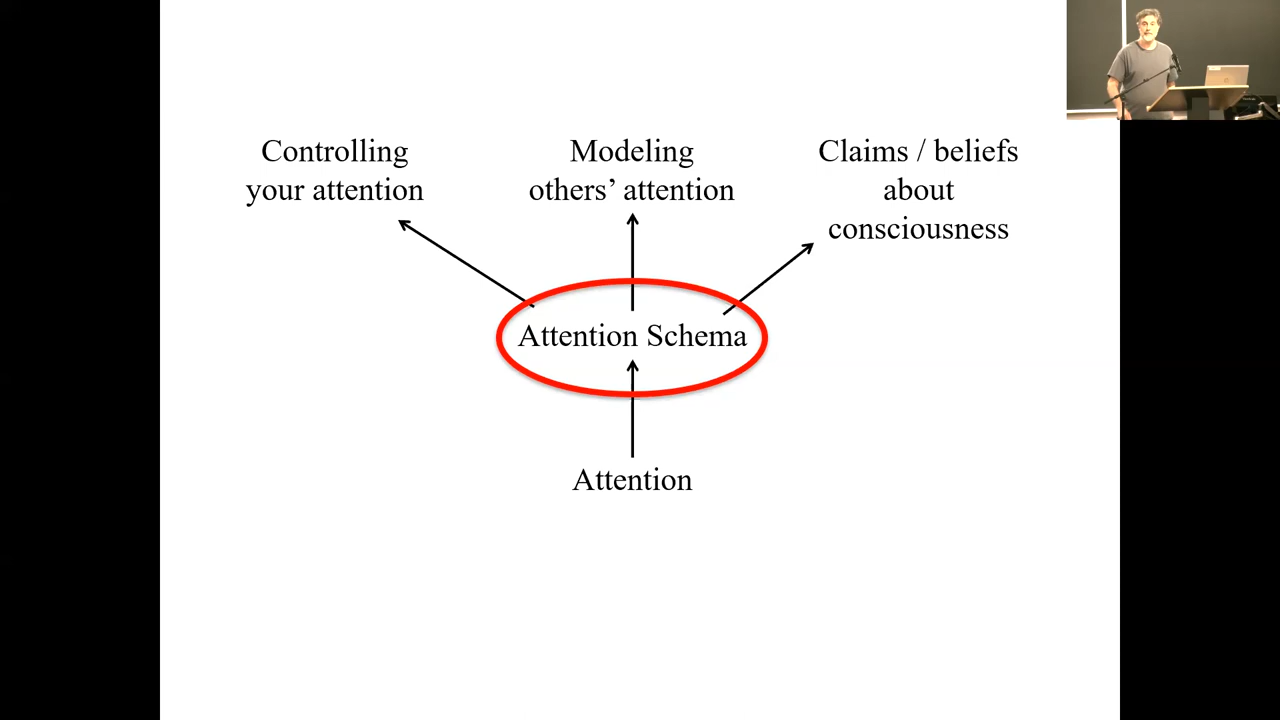 Controlling
your attention
Modeling
others’ attention
Claims / beliefs
about
consciousness
Attention Schema
Attention